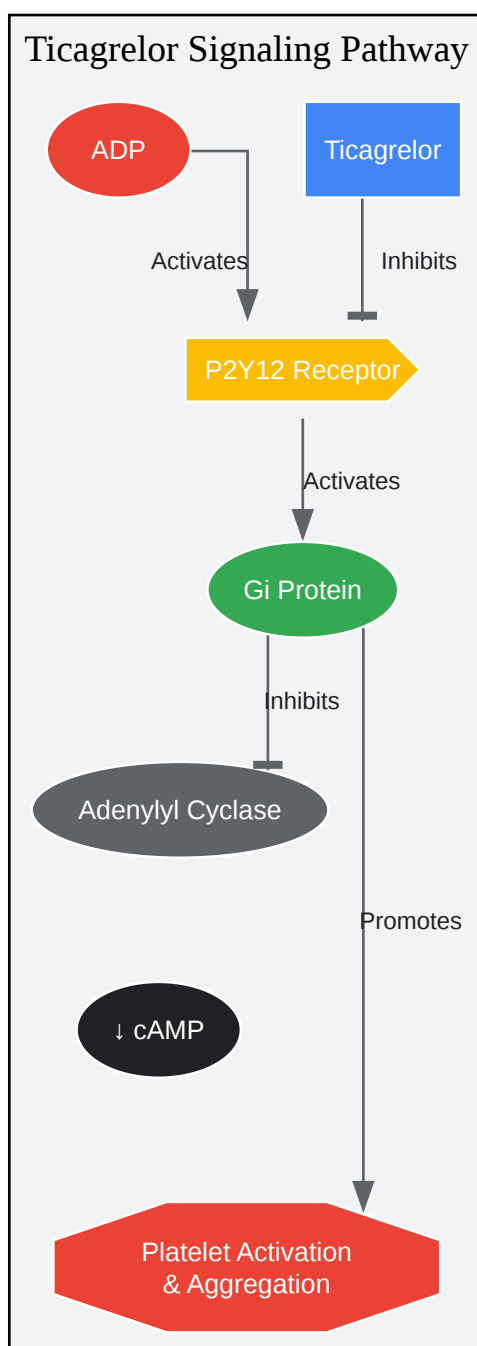 Ticagrelor Signaling Pathway
ADP
Ticagrelor
Activates
Inhibits
P2Y12 Receptor
Activates
Gi Protein
Inhibits
Adenylyl Cyclase
Promotes
↓ cAMP
Platelet Activation
& Aggregation